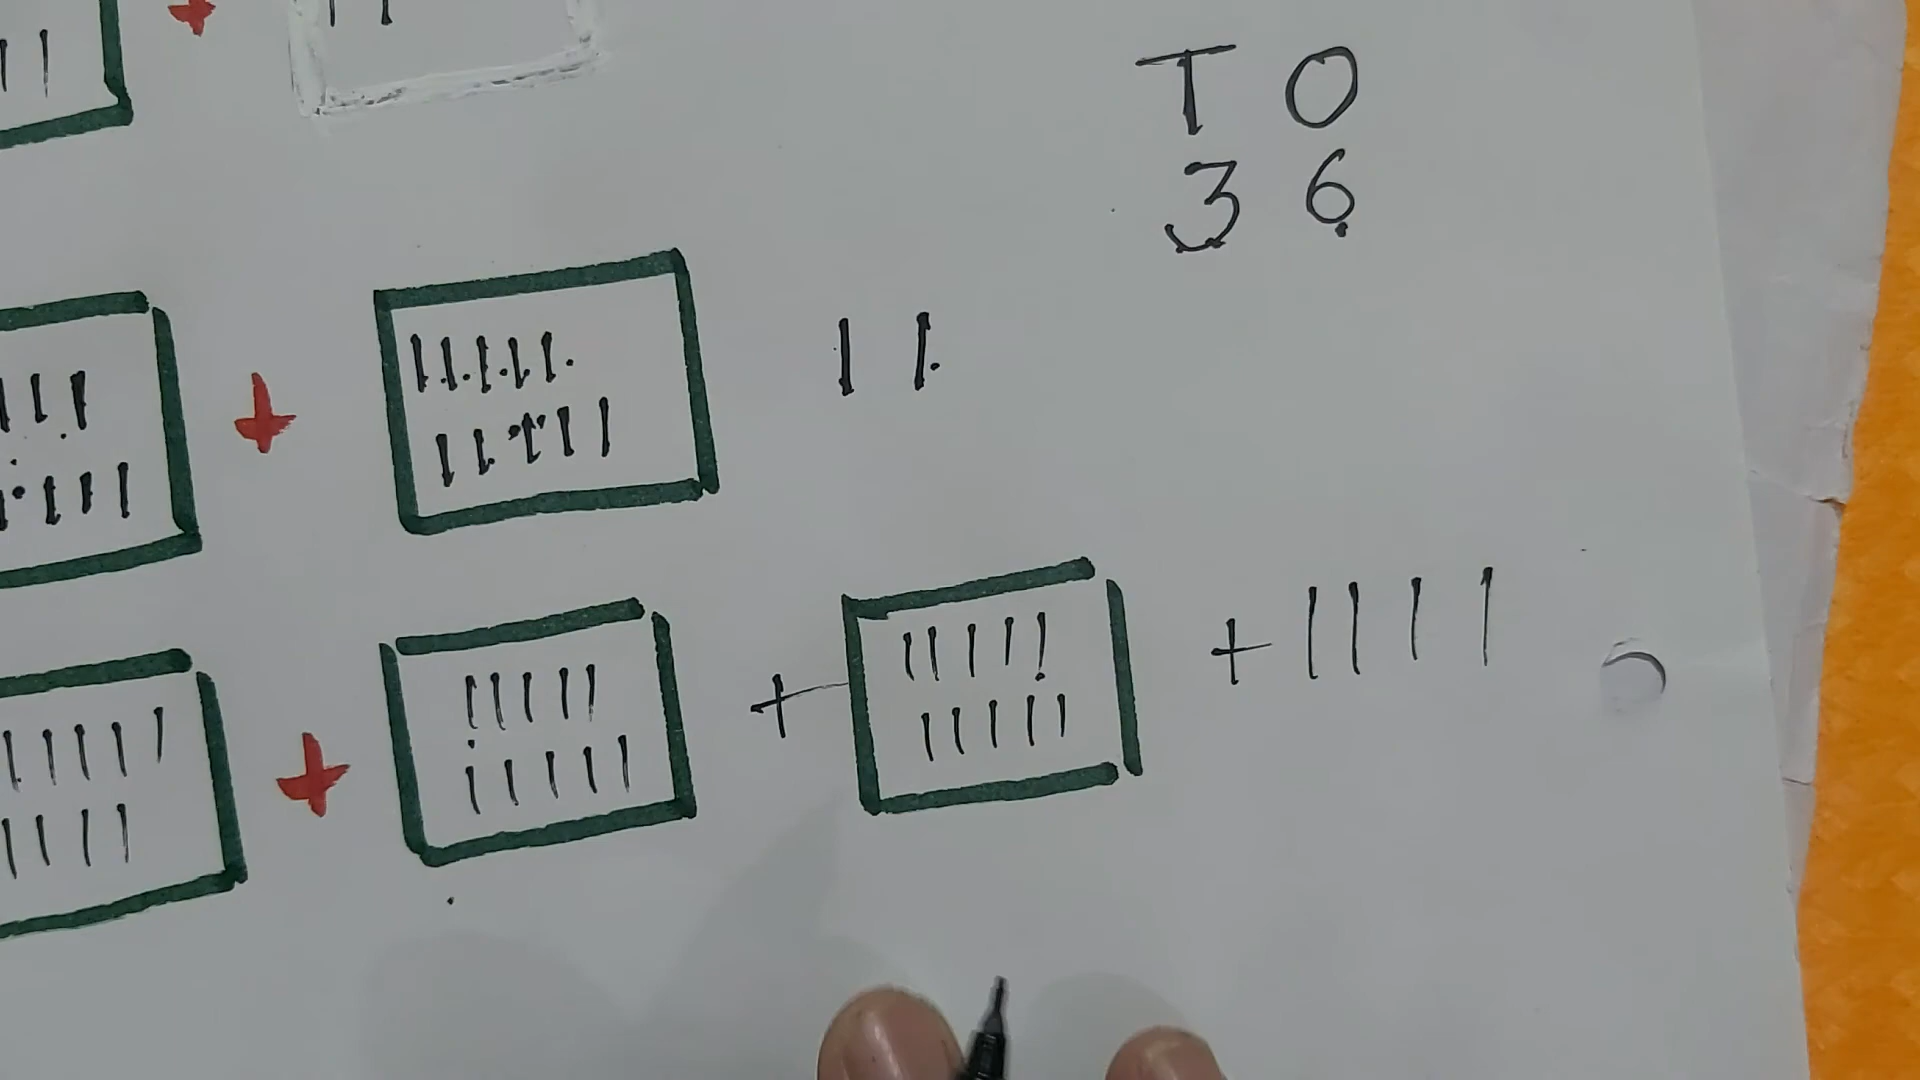 T O
3 6
+
+ | |
+ + + | | | |